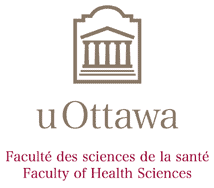 uOttawa
Faculté des sciences de la santé
Faculty of Health Sciences